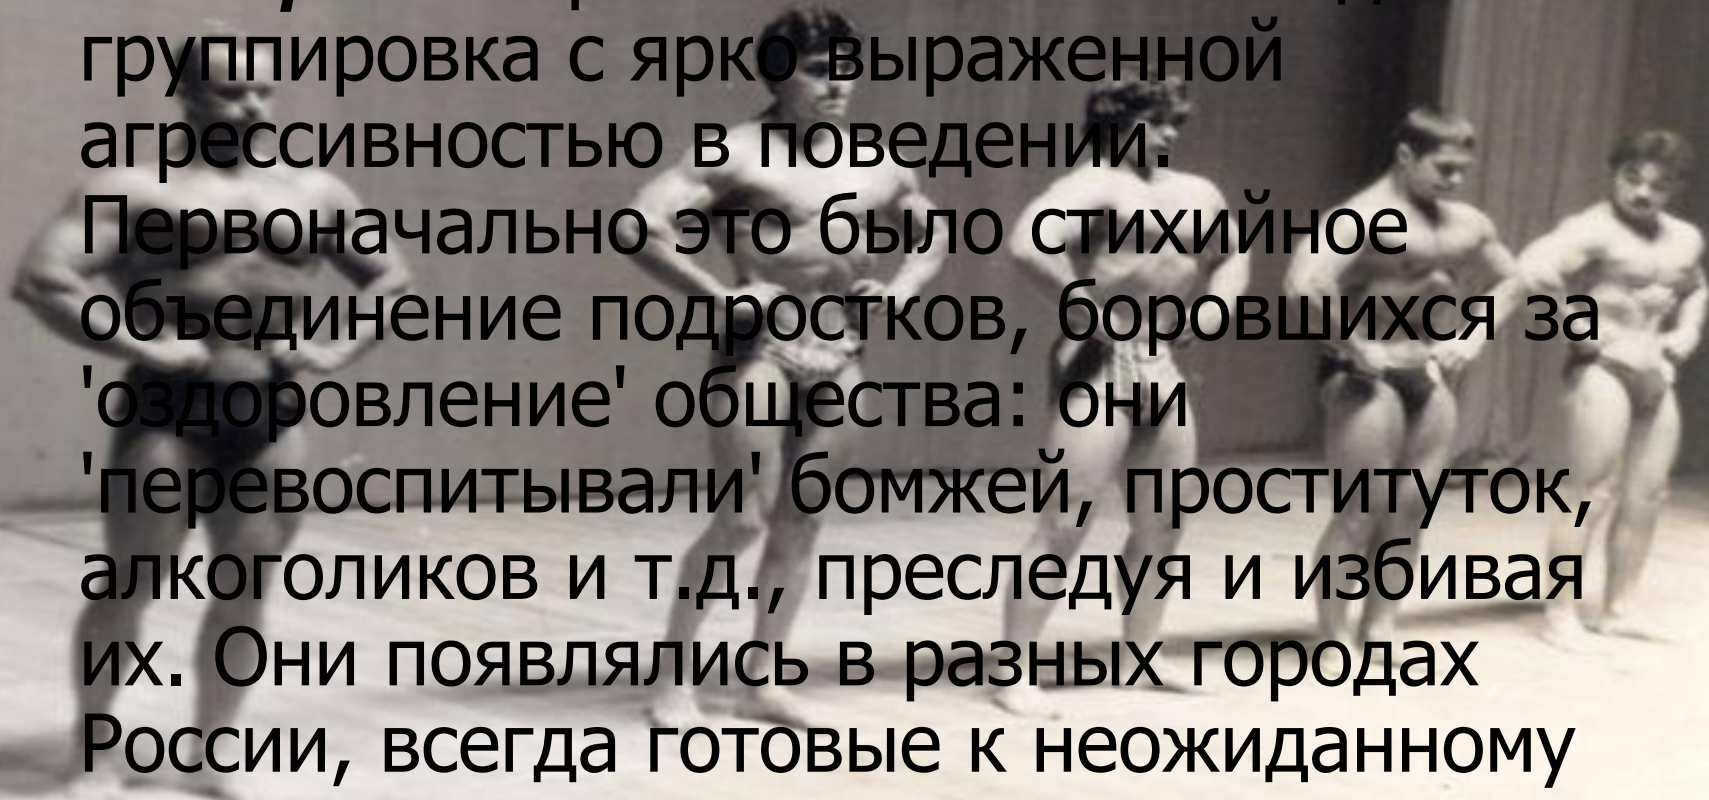 группировка с ярко выраженной
агрессивностью в поведении.
Первоначально это было стихийное
объединение подростков, боровшихся за
'оздоровление' общества: они
'перевоспитывали' бомжей, проституток,
алкоголиков и т.д., преследуя и избивая
их. Они появлялись в разных городах
России, всегда готовые к неожиданному